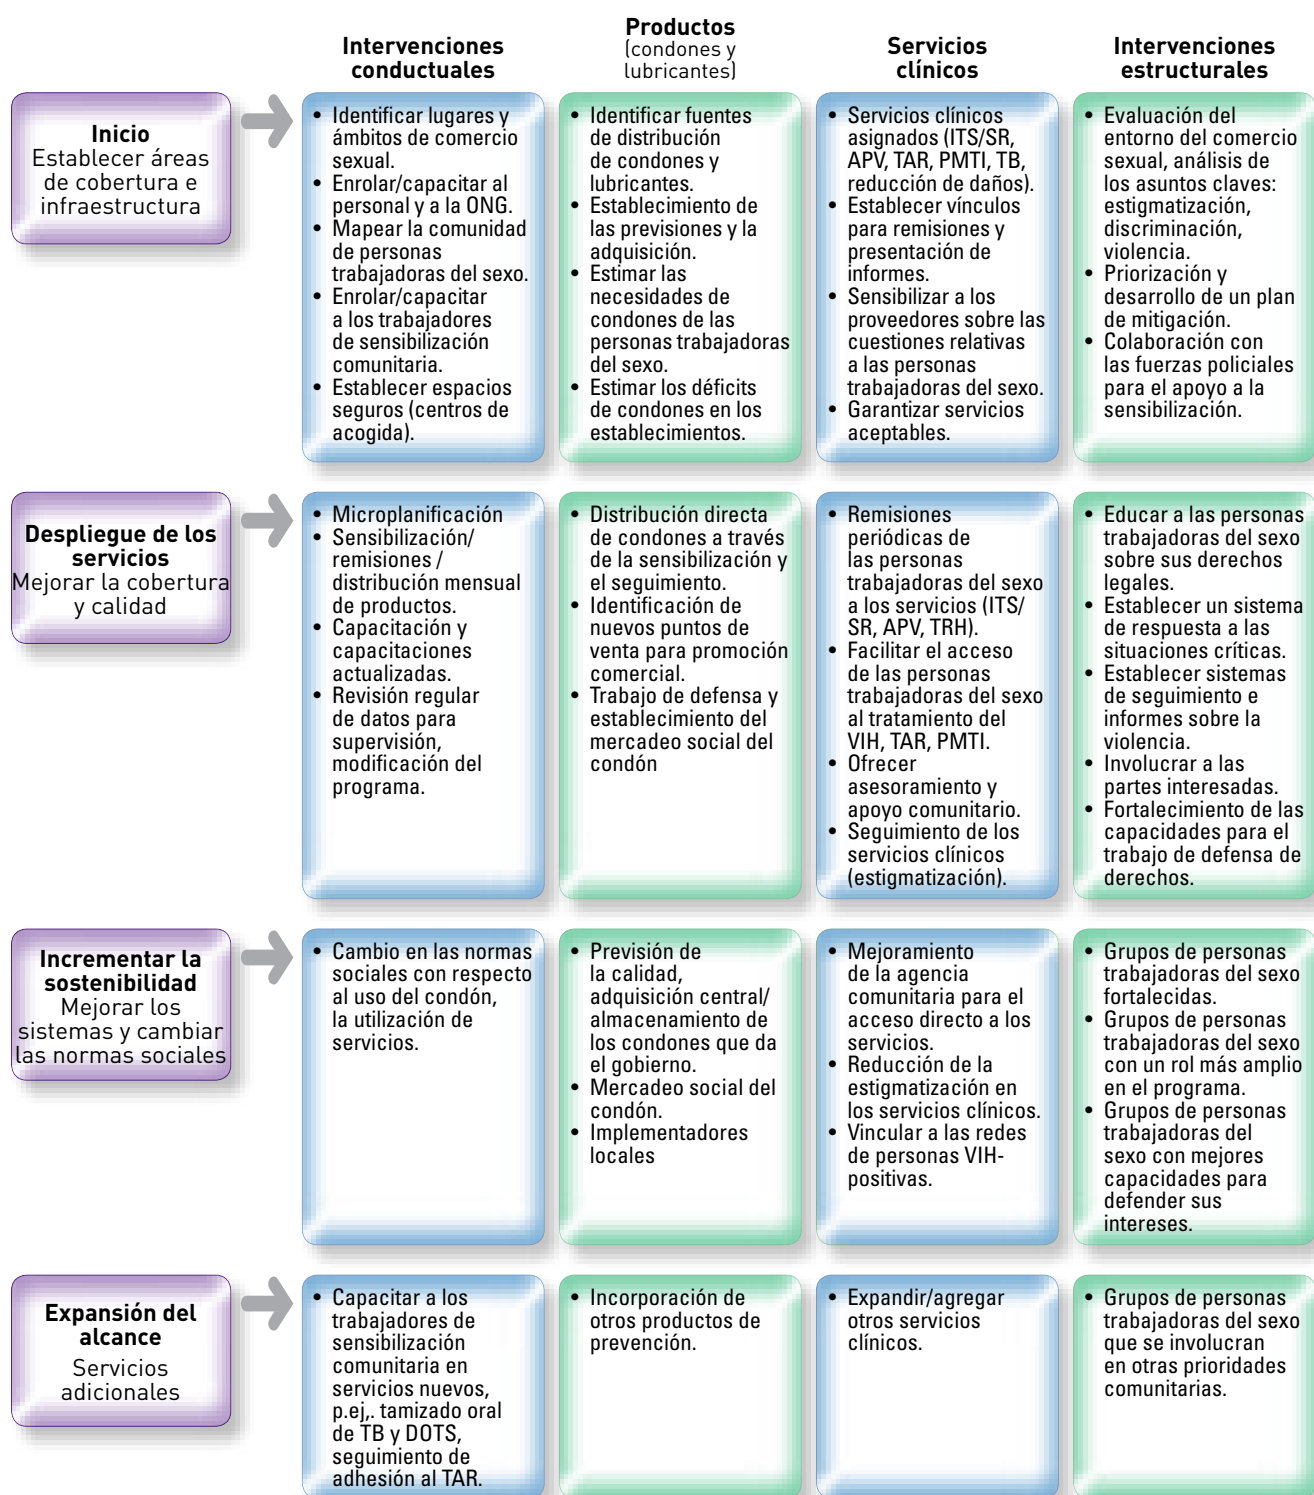 Intervenciones
conductuales
Productos
(condones y
lubricantes)
Servicios
clínicos
Intervenciones
estructurales
Inicio
Establecer áreas
de cobertura e
infraestructura
• Identificar lugares y
ámbitos de comercio
sexual.
• Enrolar/capacitar al
personal y a la ONG.
• Mapear la comunidad
de personas
trabajadoras del sexo.
• Enrolar/capacitar
a los trabajadores
de sensibilización
comunitaria.
• Establecer espacios
seguros (centros de
acogida).
• Identificar fuentes
de distribución
de condones y
lubricantes.
• Establecimiento de
las previsiones y la
adquisición.
• Estimar las
necesidades de
condones de las
personas trabajadoras
del sexo.
• Estimar los déficits
de condones en los
establecimientos.
• Servicios clínicos
asignados (ITS/SR,
APV, TAR, PMTI, TB,
reducción de daños).
• Establecer vínculos
para remisiones y
presentación de
informes.
• Sensibilizar a los
proveedores sobre las
cuestiones relativas
a las personas
trabajadoras del sexo.
• Garantizar servicios
aceptables.
• Evaluación del
entorno del comercio
sexual, análisis de
los asuntos claves:
estigmatización,
discriminación,
violencia.
• Priorización y
desarrollo de un plan
de mitigación.
• Colaboración con
las fuerzas policiales
para el apoyo a la
sensibilización.
Despliegue de los
servicios
Mejorar la cobertura
y calidad
• Microplanificación
• Sensibilización/
remisiones /
distribución mensual
de productos.
• Capacitación y
capacitaciones
actualizadas.
• Revisión regular
de datos para
supervisión,
modificación del
programa.
• Distribución directa
de condones a través
de la sensibilización y
el seguimiento.
• Identificación de
nuevos puntos de
venta para promoción
comercial.
• Trabajo de defensa y
establecimiento del
mercadeo social del
condón
• Remisiones
periódicas de
las personas
trabajadoras del sexo
a los servicios (ITS/
SR, APV, TRH).
• Facilitar el acceso
de las personas
trabajadoras del sexo
al tratamiento del
VIH, TAR, PMTI.
• Ofrecer
asesoramiento y
apoyo comunitario.
• Seguimiento de los
servicios clínicos
(estigmatización).
• Educar a las personas
trabajadoras del sexo
sobre sus derechos
legales.
• Establecer un sistema
de respuesta a las
situaciones críticas.
• Establecer sistemas
de seguimiento e
informes sobre la
violencia.
• Involucrar a las
partes interesadas.
• Fortalecimiento de las
capacidades para el
trabajo de defensa de
derechos.
Incrementar la
sostenibilidad
Mejorar los
sistemas y cambiar
las normas sociales
• Cambio en las normas
sociales con respecto
al uso del condón,
la utilización de
servicios.
• Previsión de
la calidad,
adquisición central/
almacenamiento de
los condones que da
el gobierno.
• Mercadeo social del
condón.
• Implementadores
locales
• Mejoramiento
de la agencia
comunitaria para el
acceso directo a los
servicios.
• Reducción de la
estigmatización en
los servicios clínicos.
• Vincular a las redes
de personas VIH-
positivas.
• Grupos de personas
trabajadoras del sexo
fortalecidas.
• Grupos de personas
trabajadoras del sexo
con un rol más amplio
en el programa.
• Grupos de personas
trabajadoras del
sexo con mejores
capacidades para
defender sus
intereses.
Expansión del
alcance
Servicios
adicionales
• Capacitar a los
trabajadores de
sensibilización
comunitaria en
servicios nuevos,
p.ej,. tamizado oral
de TB y DOTS,
seguimiento de
adhesión al TAR.
• Incorporación de
otros productos de
prevención.
• Expandir/agregar
otros servicios
clínicos.
• Grupos de personas
trabajadoras del sexo
que se involucran
en otras prioridades
comunitarias.